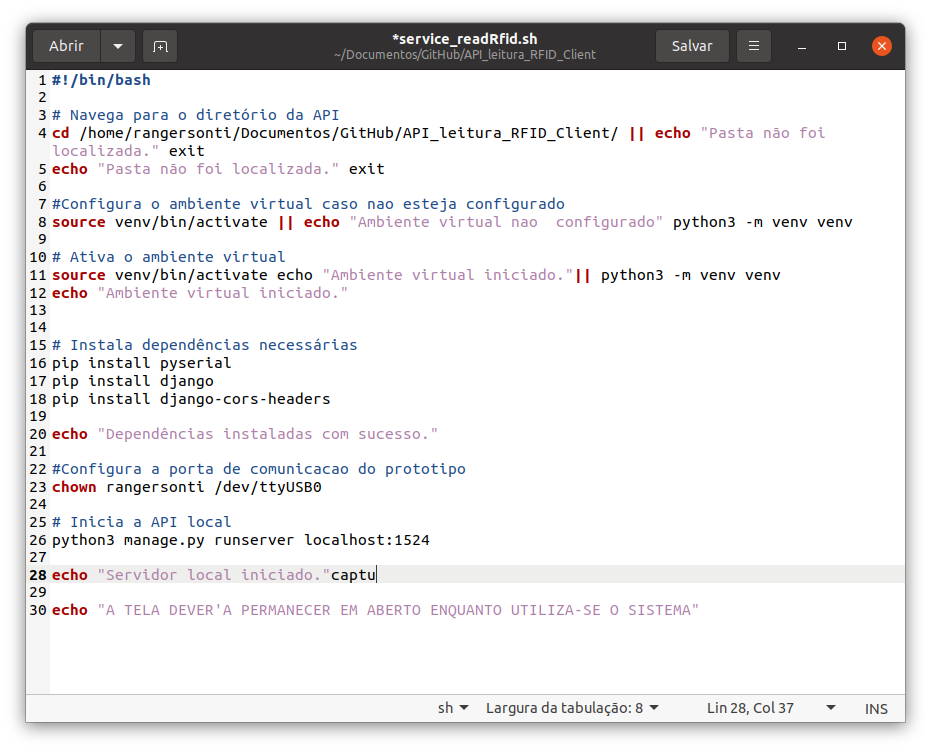 Abrir
*service_readRfid.sh
~/Documentos/GitHub/API_leitura_RFID_Client
Salvar
1 #!/bin/bash
2
3 # Navega para o diretório da API
4 cd /home/rangersonti/Documentos/GitHub/API_leitura_RFID_Client/ || echo "Pasta não foi
localizada." exit
5 echo "Pasta não foi localizada." exit
6
7 #Configura o ambiente virtual caso nao esteja configurado
8 source venv/bin/activate || echo "Ambiente virtual nao  configurado" python3 -m venv venv
9
10 # Ativa o ambiente virtual
11 source venv/bin/activate echo "Ambiente virtual iniciado."|| python3 -m venv venv
12 echo "Ambiente virtual iniciado."
13
14
15 # Instala dependências necessárias
16 pip install pyserial
17 pip install django
18 pip install django-cors-headers
19
20 echo "Dependências instaladas com sucesso."
21
22 #Configura a porta de comunicacao do prototipo
23 chown rangersonti /dev/ttyUSB0
24
25 # Inicia a API local
26 python3 manage.py runserver localhost:1524
27
28 echo "Servidor local iniciado."captu
29
30 echo "A TELA DEVER'A PERMANECER EM ABERTO ENQUANTO UTILIZA-SE O SISTEMA"
sh Largura da tabulação: 8 Lin 28, Col 37 INS